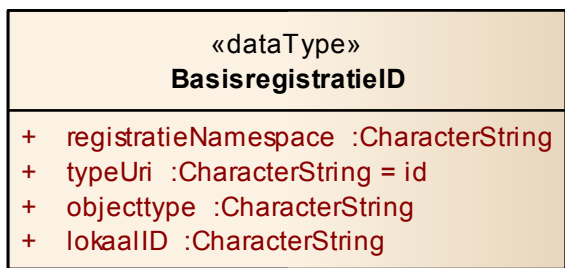 «dataType»
BasisregistratieID
+ registratieNamespace :CharacterString
+ typeUri :CharacterString = id
+ objecttype :CharacterString
+ lokaalID :CharacterString